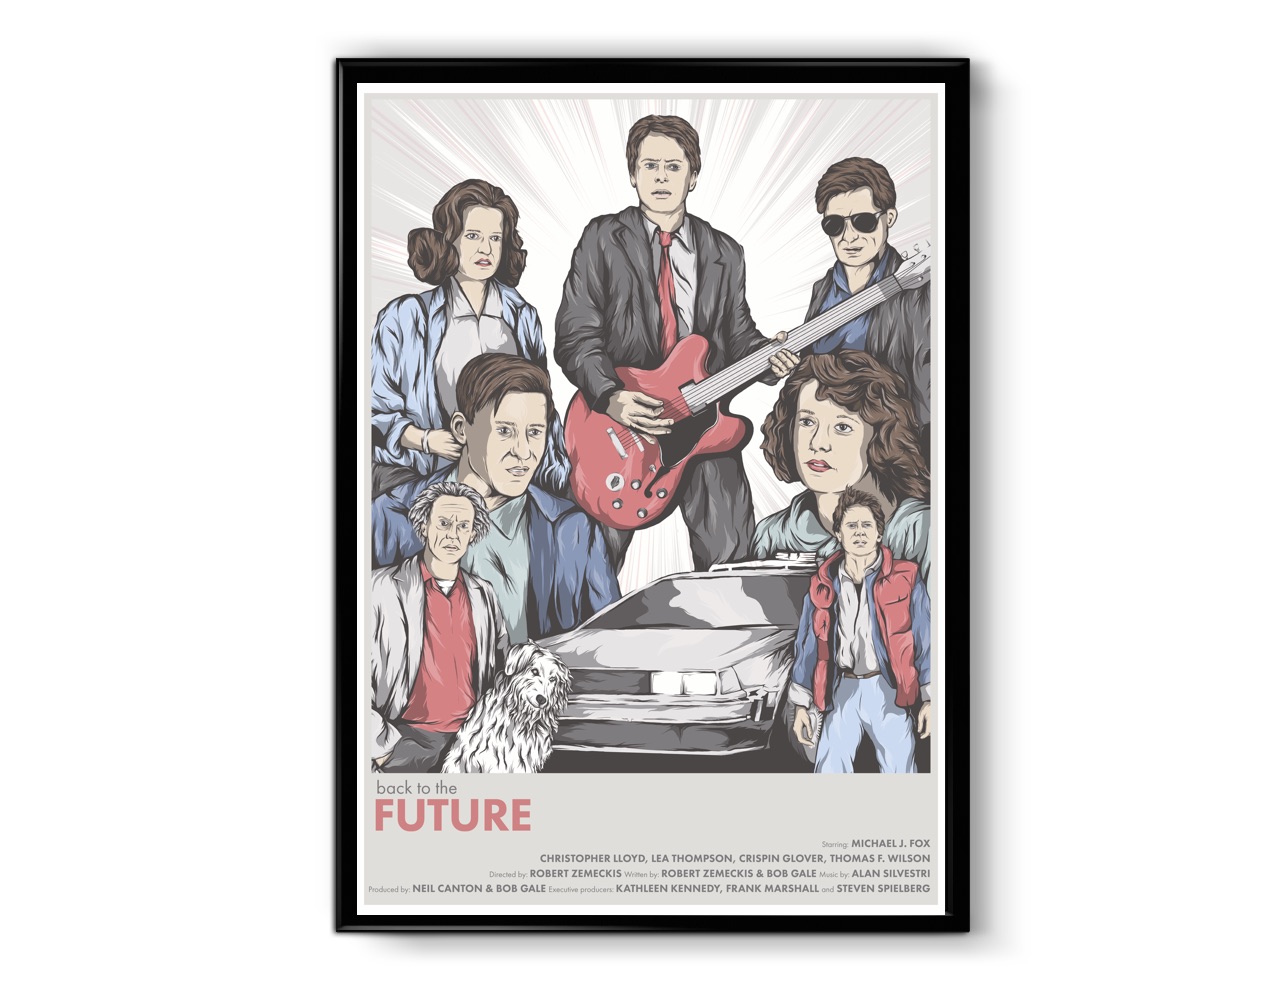 back to the
FUTURE
Starring: MICHAEL J. FOX
CHRISTOPHER LLOYD, LEA THOMPSON, CRISPIN GLOVER, THOMAS F. WILSON
Directed by: ROBERT ZEMECKIS Written by: ROBERT ZEMECKIS & BOB GALE Music by: ALAN SILVESTRI
Produced by: NEIL CANTON & BOB GALE Executive producers: KATHLEEN KENNEDY, FRANK MARSHALL and STEVEN SPIELBERG